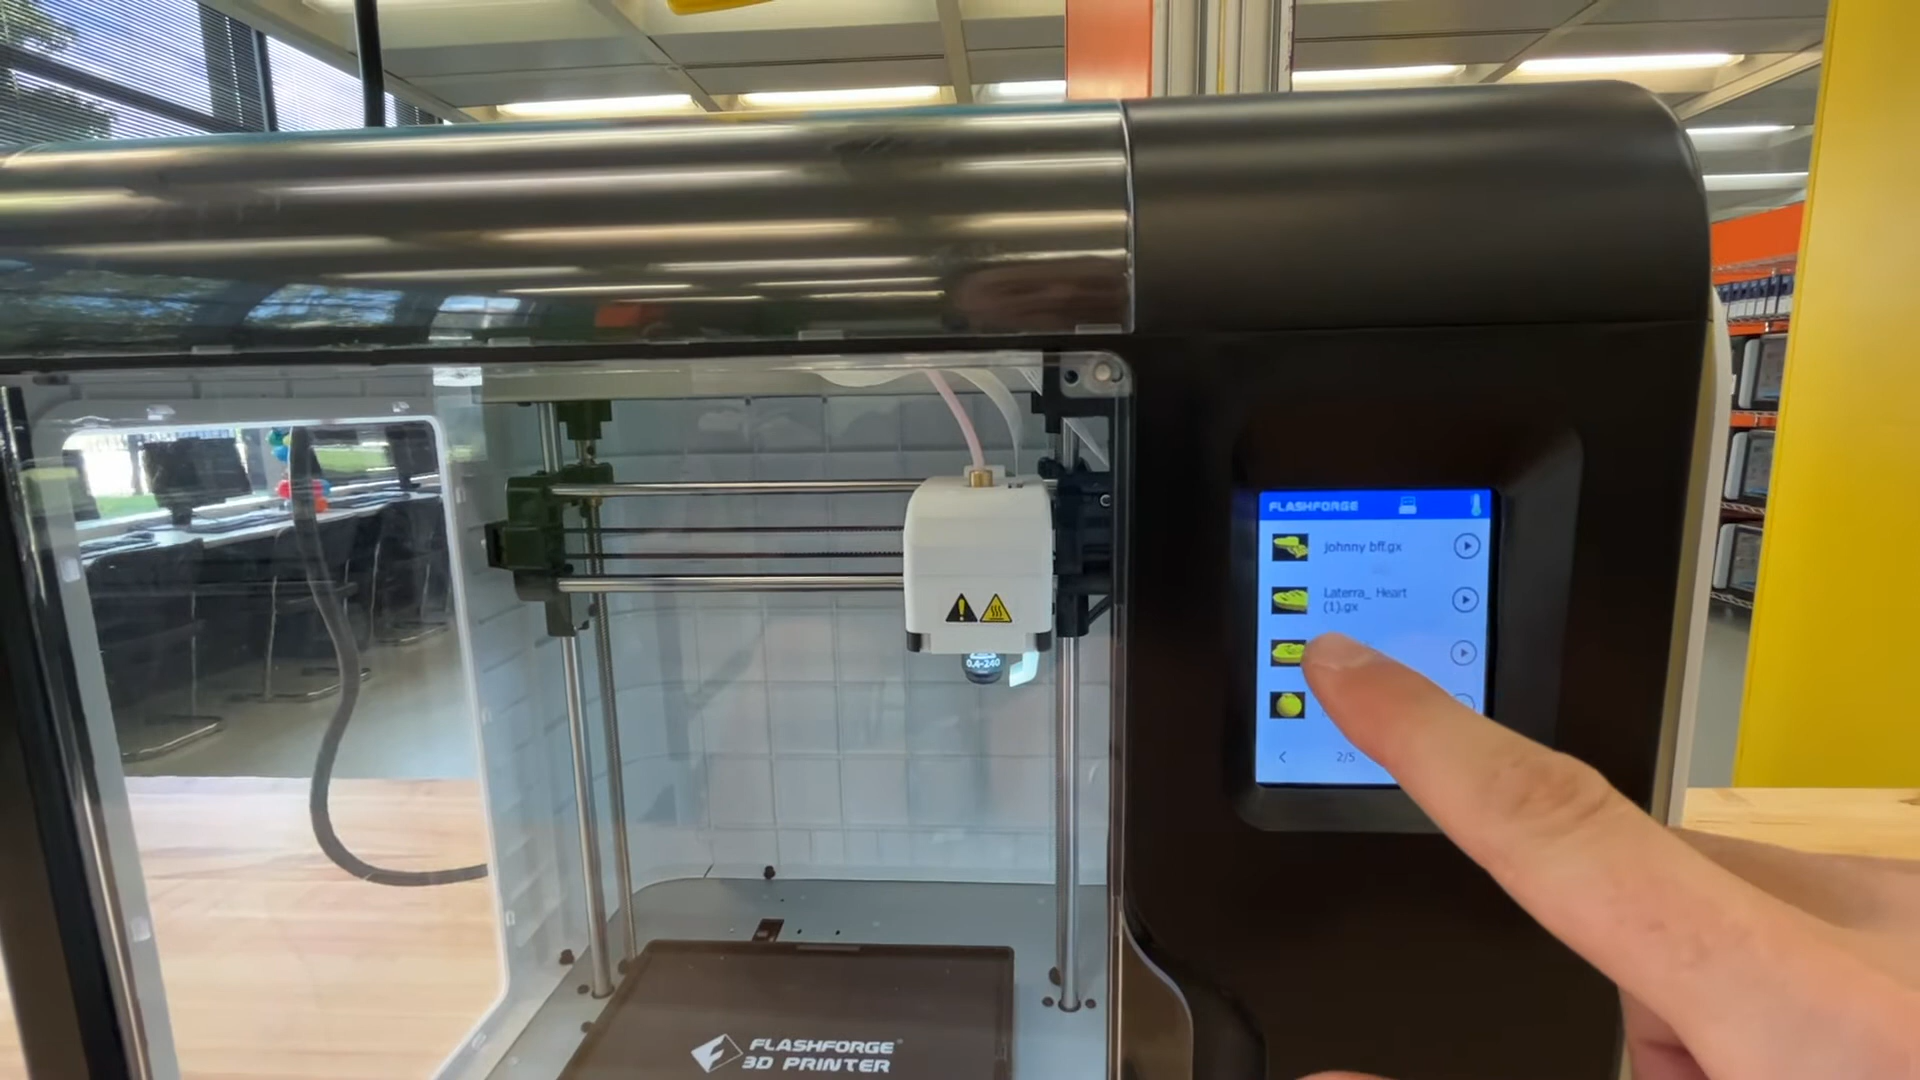 FLASHFORGE
johnny bff.gx
Laterra_ Heart
(1).gx
2/5
0.4-240
FLASHFORGE
3D PRINTER